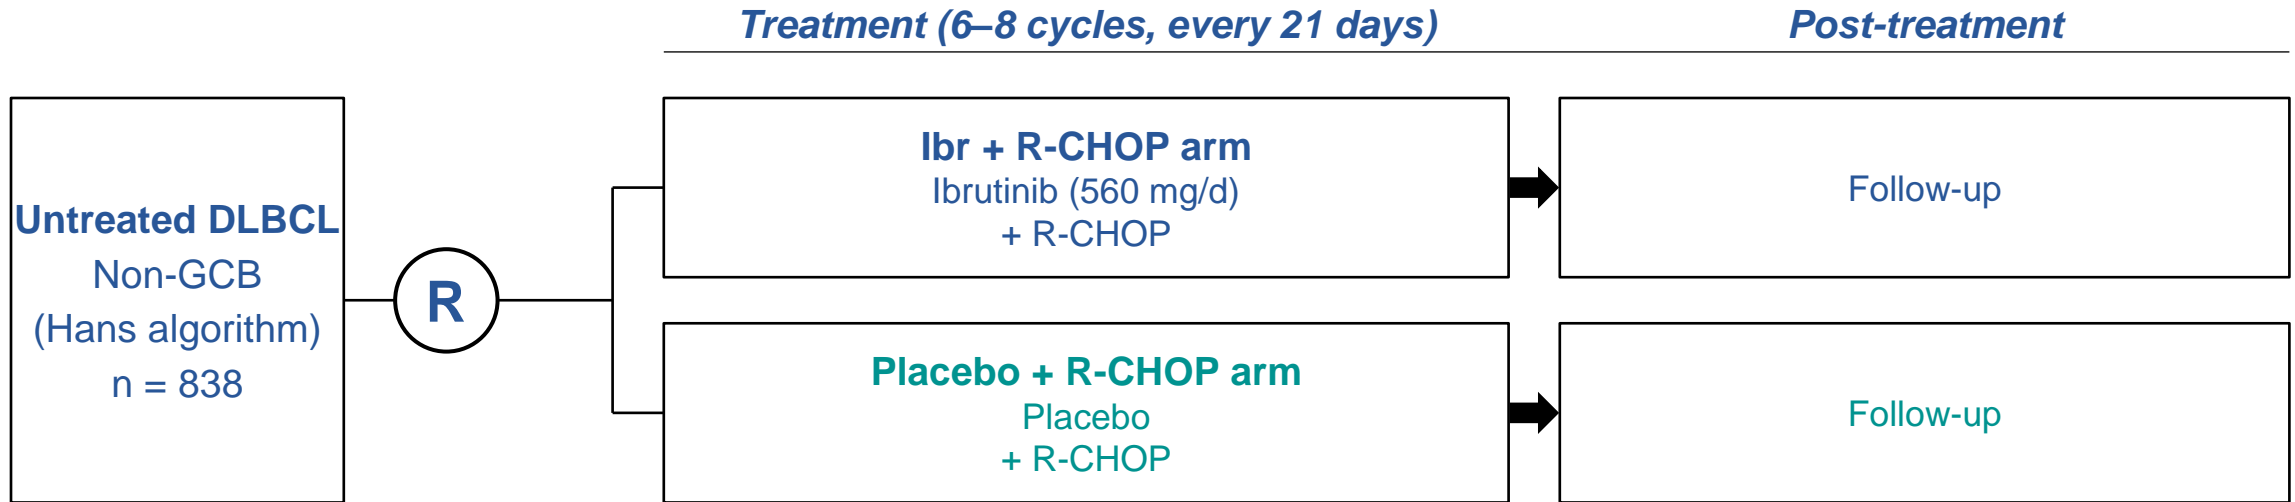 Treatment (6–8 cycles, every 21 days)
Post-treatment
Untreated DLBCL
Non-GCB
(Hans algorithm)
n = 838
R
Ibr + R-CHOP arm
Ibrutinib (560 mg/d)
+ R-CHOP
Follow-up
Placebo + R-CHOP arm
Placebo
+ R-CHOP
Follow-up